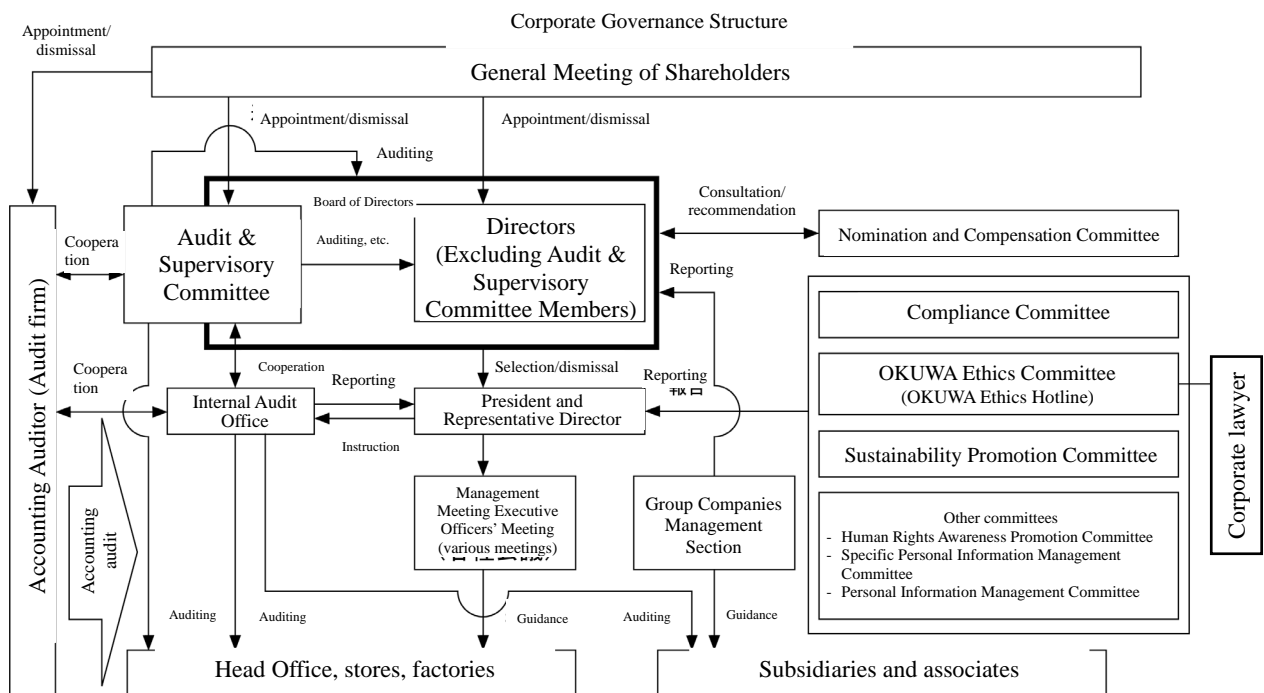 Corporate Governance Structure
Appointment/
dismissal
General Meeting of Shareholders
Appointment/dismissal
Appointment/dismissal
Auditing
Board of Directors
Audit &
Supervisory
Committee
Auditing, etc.
Directors
(Excluding Audit &
Supervisory
Committee Members)
Consultation/
recommendation
Nomination and Compensation Committee
Coopera
tion
Reporting
Compliance Committee
OKUWA Ethics Committee
(OKUWA Ethics Hotline)
Sustainability Promotion Committee
Other committees
- Human Rights Awareness Promotion Committee
- Specific Personal Information Management
Committee
- Personal Information Management Committee
Corporate lawyer
Accounting Auditor (Audit firm)
Coopera
tion
Cooperation
Selection/dismissal
Reporting
Reporting
Internal Audit
Office
President and
Representative Director
Instruction
Management
Meeting Executive
Officers' Meeting
(various meetings)
Group Companies
Management
Section
Accounting
audit
Auditing
Auditing
Guidance
Auditing
Guidance
Head Office, stores, factories
Subsidiaries and associates